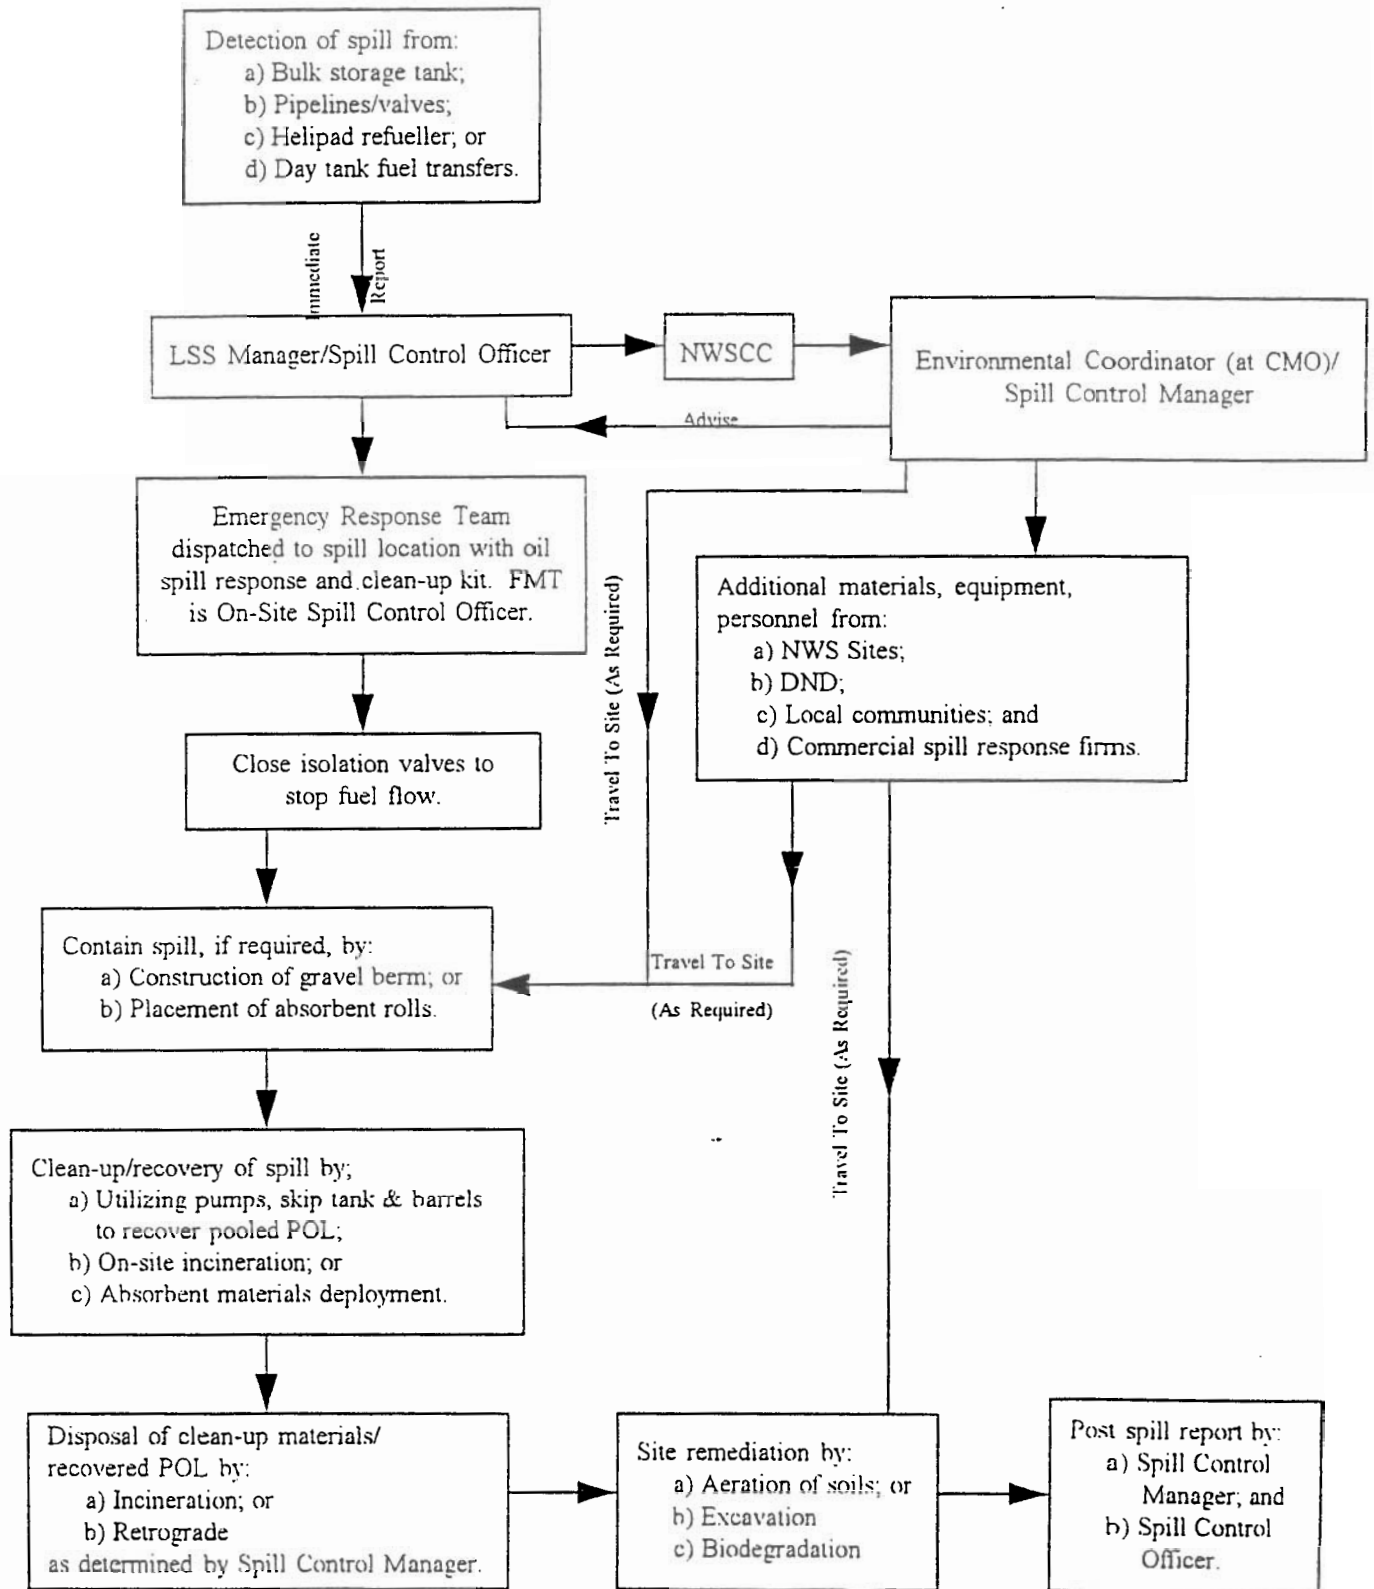 Detection of spill from:
a) Bulk storage tank;
b) Pipelines/valves;
c) Helipad refueller; or
d) Day tank fuel transfers.
Immediate
Report
LSS Manager/Spill Control Officer
NWSCC
Environmental Coordinator (at CMO)/
Spill Control Manager
Advise
Emergency Response Team
dispatched to spill location with oil
spill response and clean-up kit. FMT
is On-Site Spill Control Officer.
Travel To Site (As Required)
Additional materials, equipment,
personnel from:
a) NWS Sites;
b) DND;
c) Local communities; and
d) Commercial spill response firms.
Close isolation valves to
stop fuel flow.
Contain spill, if required, by:
a) Construction of gravel berm; or
b) Placement of absorbent rolls.
Travel To Site
(As Required)
Travel To Site (As Required)
Clean-up/recovery of spill by;
a) Utilizing pumps, skip tank & barrels
to recover pooled POL;
b) On-site incineration; or
c) Absorbent materials deployment.
Disposal of clean-up materials/
recovered POL by:
a) Incineration; or
b) Retrograde
as determined by Spill Control Manager.
Site remediation by:
a) Aeration of soils; or
b) Excavation
c) Biodegradation
Post spill report by:
a) Spill Control
Manager; and
b) Spill Control
Officer.